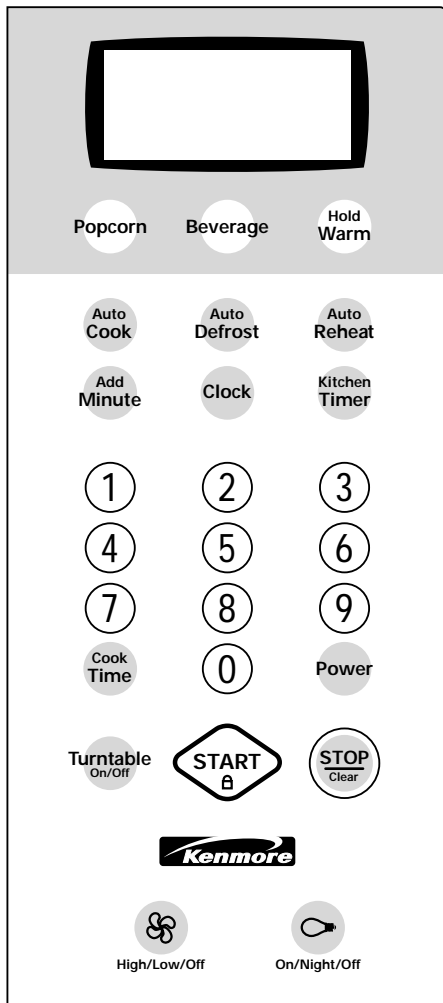 Popcorn
Beverage
Hold
Warm
Auto
Cook
Auto
Defrost
Auto
Reheat
Add
Minute
Clock
Kitchen
Timer
1
2
3
4
5
6
7
8
9
Cook
Time
0
Power
Turntable
On/Off
START
STOP
Clear
Kenmore
High/Low/Off
On/Night/Off